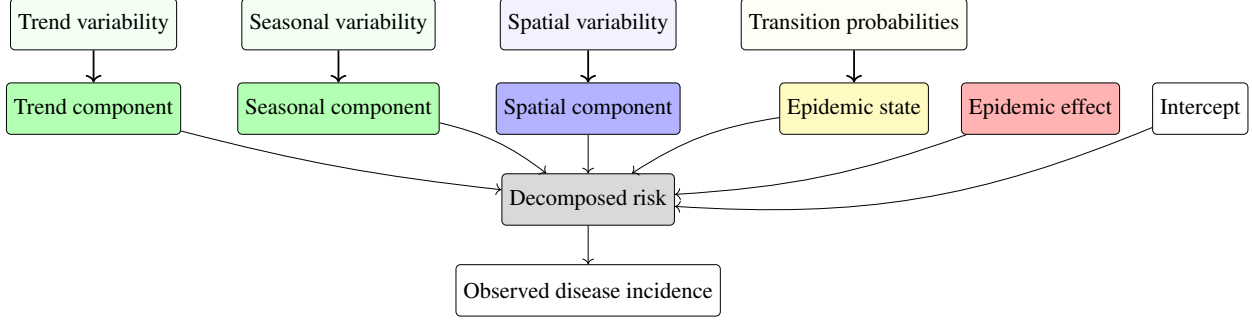 Trend variability
Seasonal variability
Spatial variability
Transition probabilities
Trend component
Seasonal component
Spatial component
Epidemic state
Epidemic effect
Intercept
Decomposed risk
Observed disease incidence